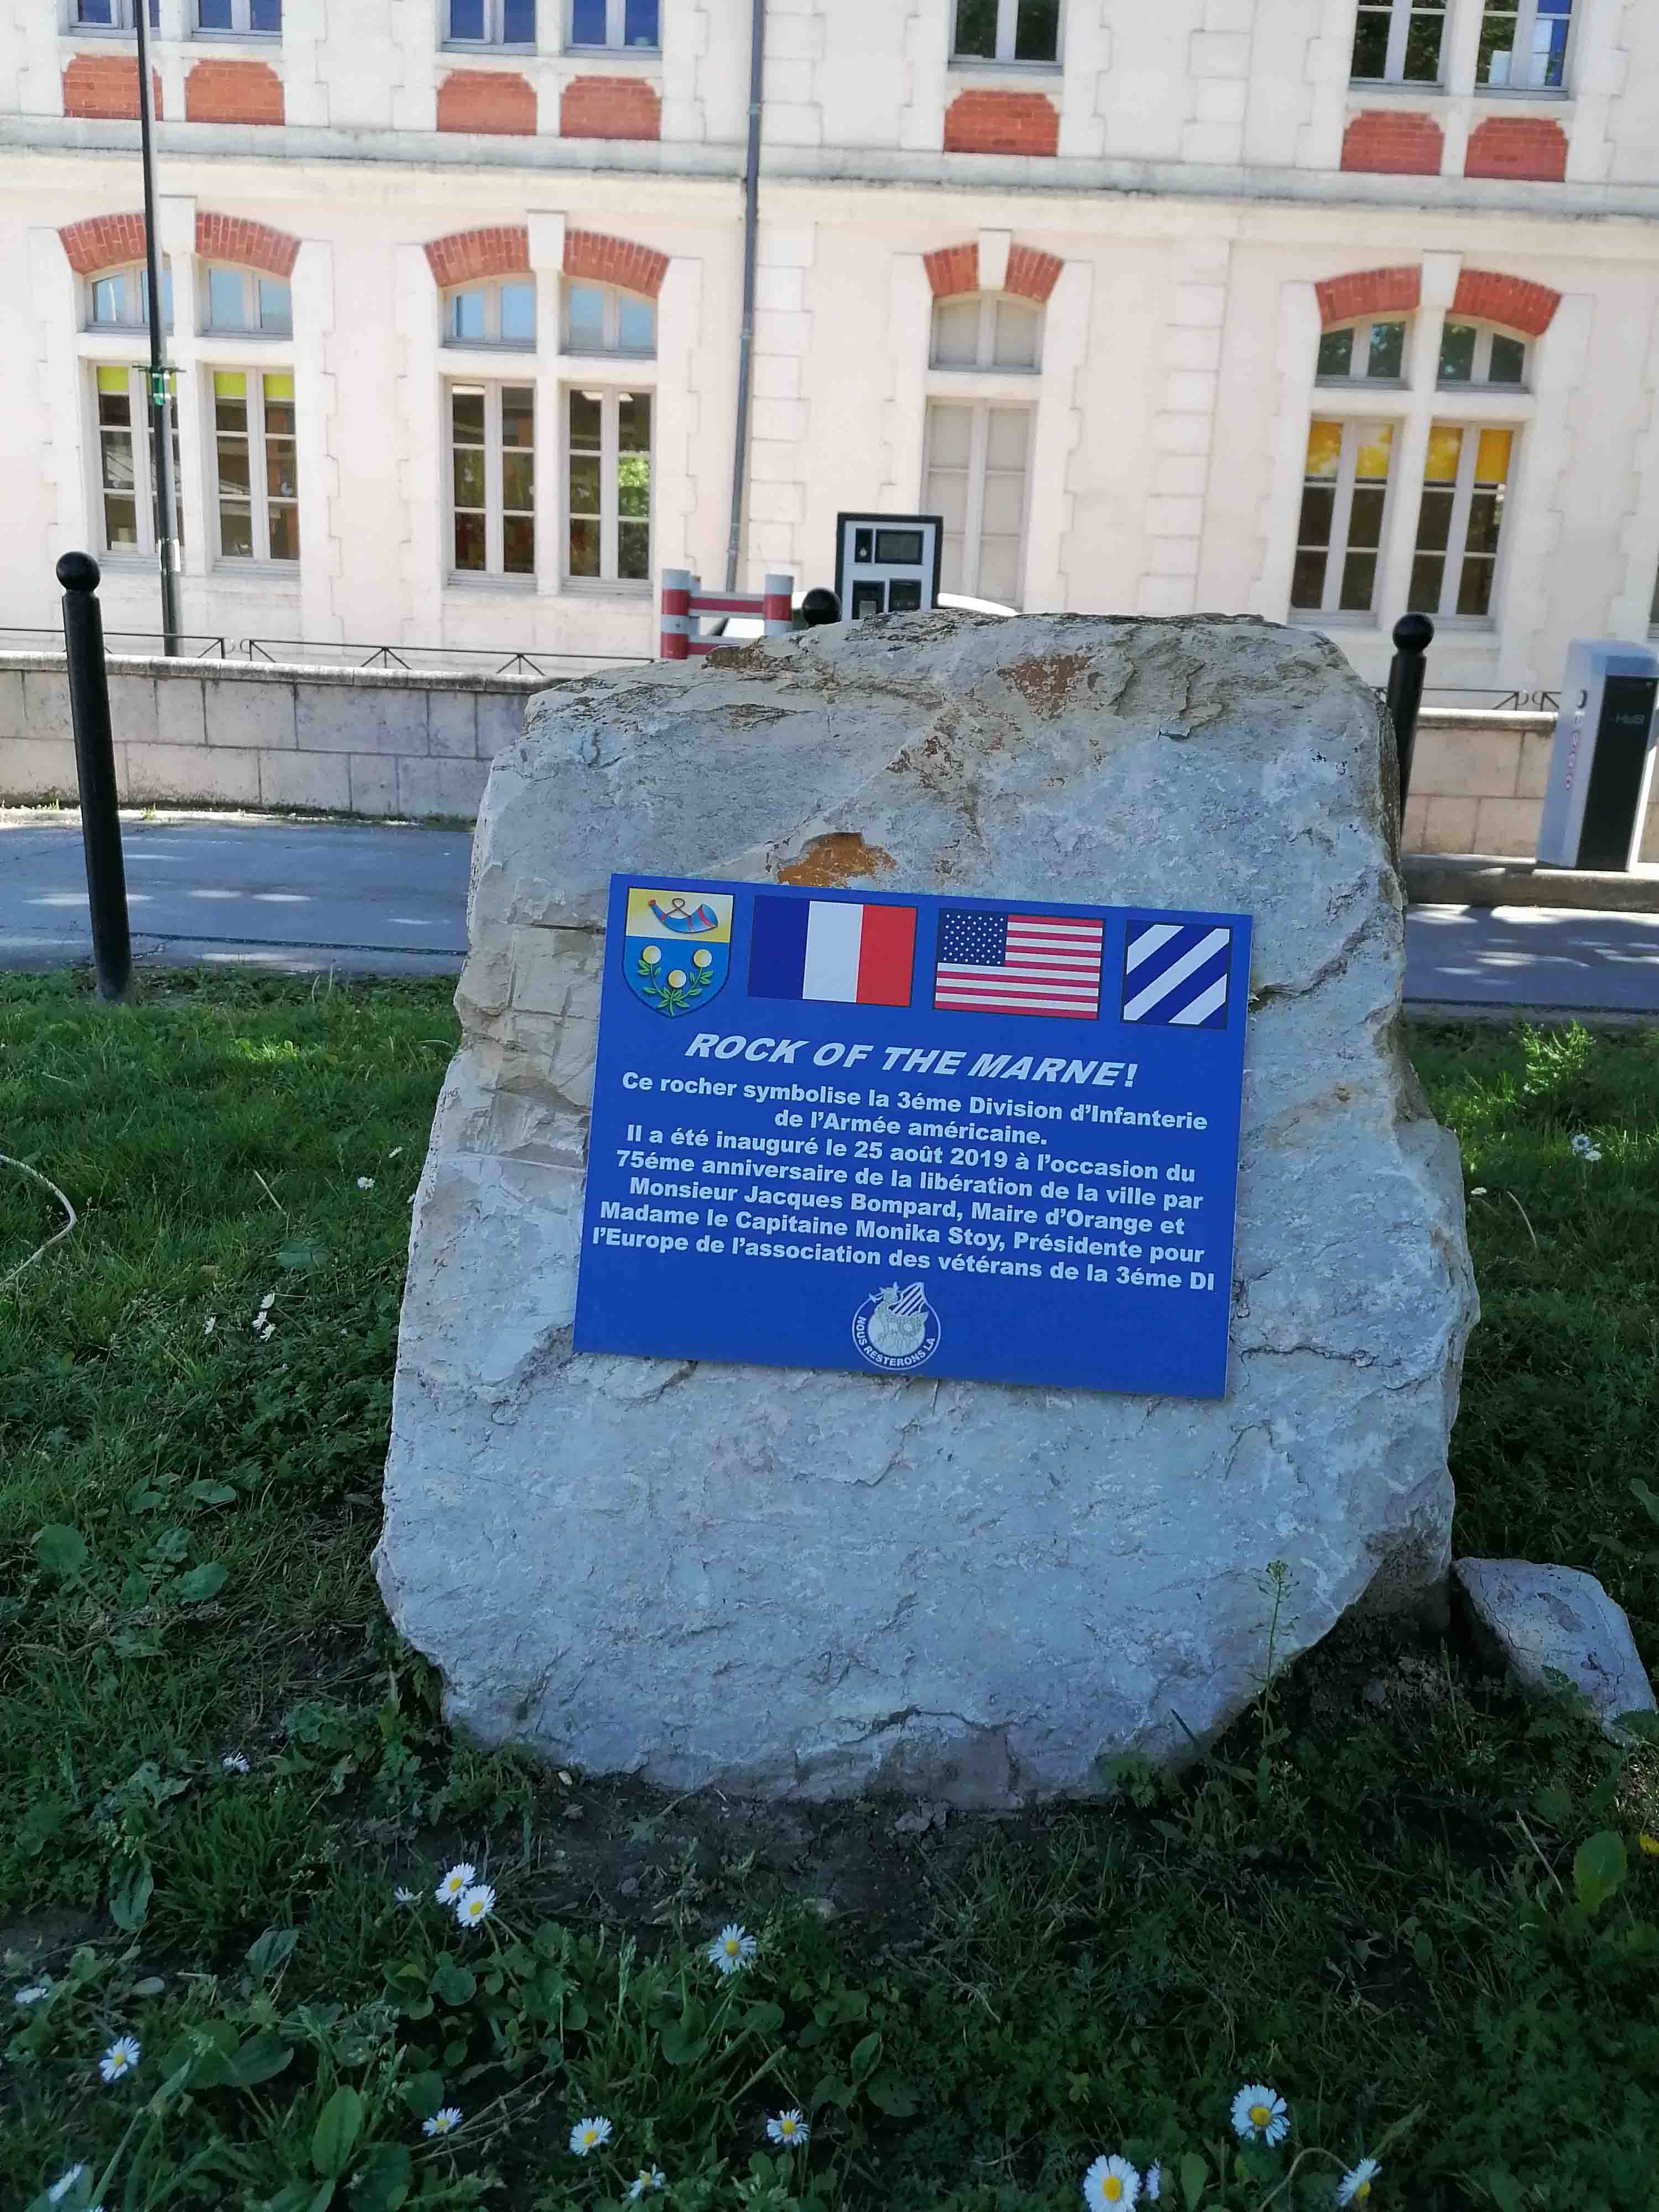 ROCK OF THE MARNE!
Ce rocher symbolise la 3éme Division d'Infanterie
de l'Armée américaine.
Il a été inauguré le 25 août 2019 à l'occasion du
75éme anniversaire de la libération de la ville par
Monsieur Jacques Bompard, Maire d'Orange et
Madame le Capitaine Monika Stoy, Présidente pour
l'Europe de l'association des vétérans de la 3éme DI
NOUS RESTERONS LA